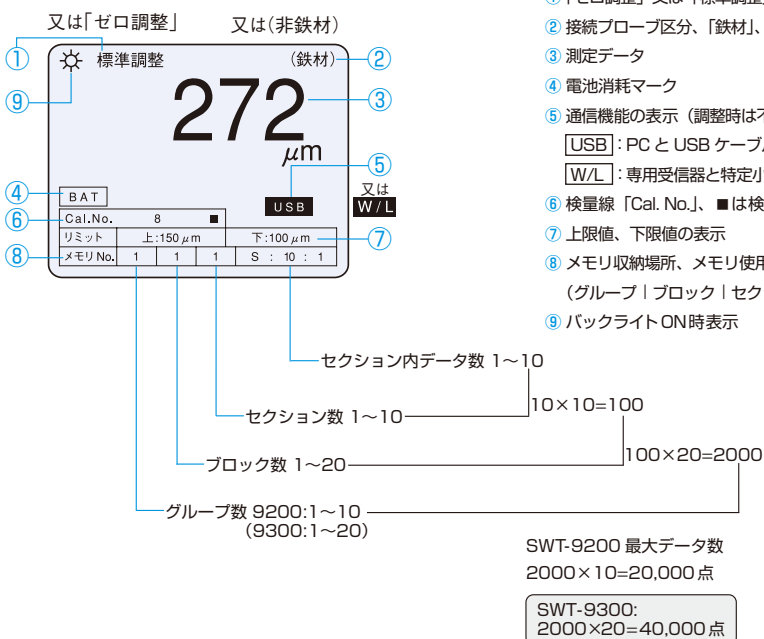 又は「ゼロ調整」 又は(非鉄材)
① 標準調整 (鉄材) ②
⑨ 272 ③
μm
⑤
④ BAT USB 又は W/L
⑥ Cal.No. 8 ■
リミット 上:150μm 下:100μm ⑦
⑧ メモリNo. 1 1 1 S : 10 : 1
② 接続プローブ区分、「鉄材」、
③ 測定データ
④ 電池消耗マーク
⑤ 通信機能の表示（調整時は
USB：PC と USB ケーブ
W/L：専用受信器と特定小
⑥ 検量線「Cal. No.」、■は検
⑦ 上限値、下限値の表示
⑧ メモリ収納場所、メモリ使用
（グループ｜ブロック｜セク
⑨ バックライトON時表示
セクション内データ数 1〜10
セクション数 1〜10
10×10=100
ブロック数 1〜20
100×20=2000
グループ数 9200:1〜10
(9300:1〜20)
SWT-9200 最大データ数
2000×10=20,000点
SWT-9300:
2000×20=40,000点